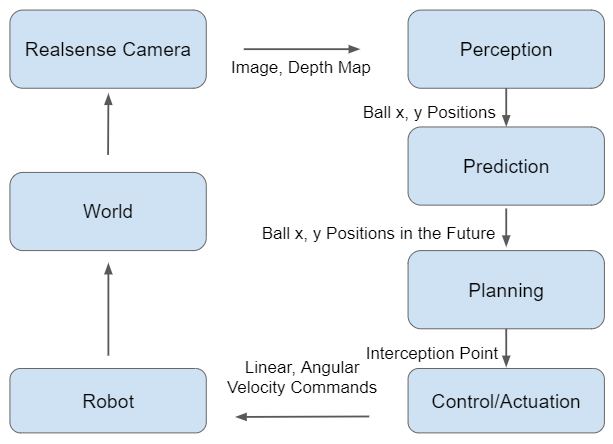 Realsense Camera
Image, Depth Map
Perception
Ball x, y Positions
Prediction
World
Ball x, y Positions in the Future
Planning
Interception Point
Linear, Angular
Velocity Commands
Robot
Control/Actuation